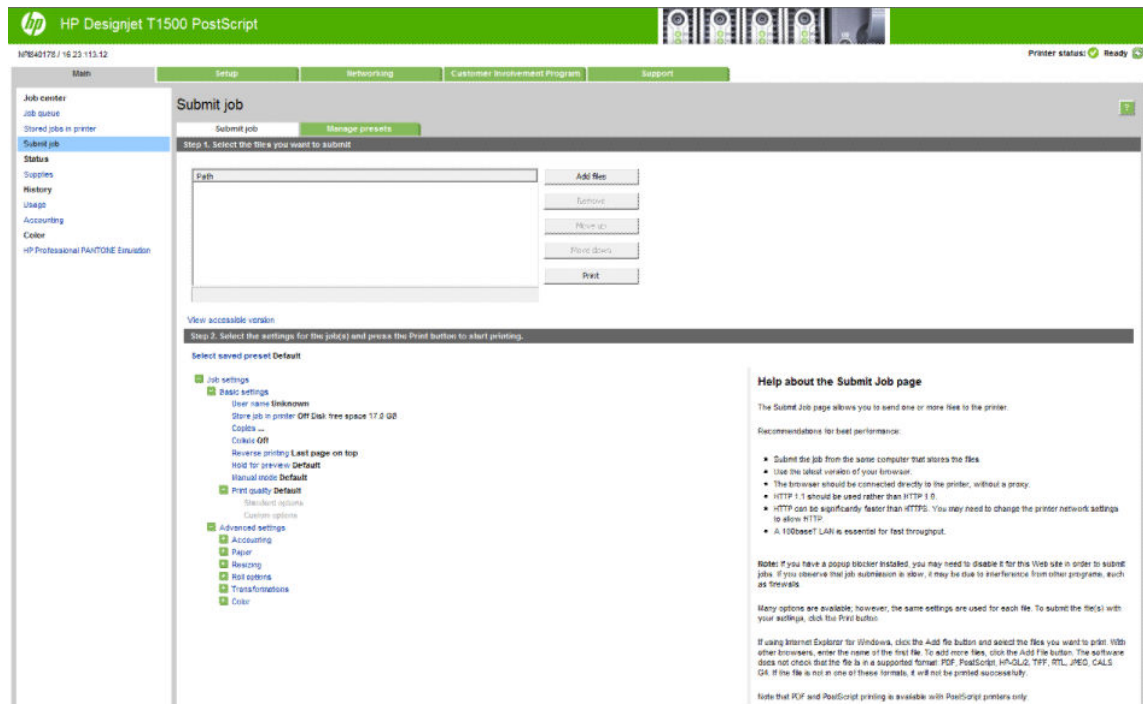 hp
HP Designjet T1500 PostScript
Printer status: Ready
Main
Setup
Networking
Customer Involvement Program
Support
Job center
Job queue
Stored jobs in printer
Submit job
Status
Supplies
History
Usage
Accounting
Color
HP Professional PANTONE Emulation
Submit job
?
Submit job
Manage presets
Step 1. Select the files you want to submit
Path
Add files
Remove
Move up
Move down
Print
View accessible version
Step 2. Select the settings for the job(s) and press the Print button to start printing.
Select saved preset Default
Job settings
Basic settings
User name Unknown
Store job in printer Off Disk free space 17.0 GB
Copies ...
Collate Off
Reverse printing Last page on top
Hold for preview Default
Manual mode Default
Print quality Default
Standard options
Custom options
Advanced settings
Accounting
Paper
Resizing
Roll options
Transformations
Color
Help about the Submit Job page
The Submit Job page allows you to send one or more files to the printer.
Recommendations for best performance:
Submit the job from the same computer that stores the files.
Use the latest version of your browser.
The browser should be connected directly to the printer, without a proxy.
HTTP 1.1 should be used rather than HTTP 1.0.
HTTP can be significantly faster than HTTPS. You may need to change the printer network settings
to allow HTTP.
A 100baseT LAN is essential for fast throughput.
Note: If you have a popup blocker installed, you may need to disable it for this Web site in order to submit
jobs. If you observe that job submission is slow, it may be due to interference from other programs, such
as firewalls.
Many options are available; however, the same settings are used for each file. To submit the file(s) with
your settings, click the Print button.
If using Internet Explorer for Windows, click the Add file button and select the files you want to print. With
other browsers, enter the name of the first file. To add more files, click the Add File button. The software
does not check that the file is in a supported format: PDF, PostScript, HP-GL/2, TIFF, RTL, JPEG, CALS
G4. If the file is not in one of these formats, it will not be printed successfully.
Note that PDF and PostScript printing is available with PostScript printers only.